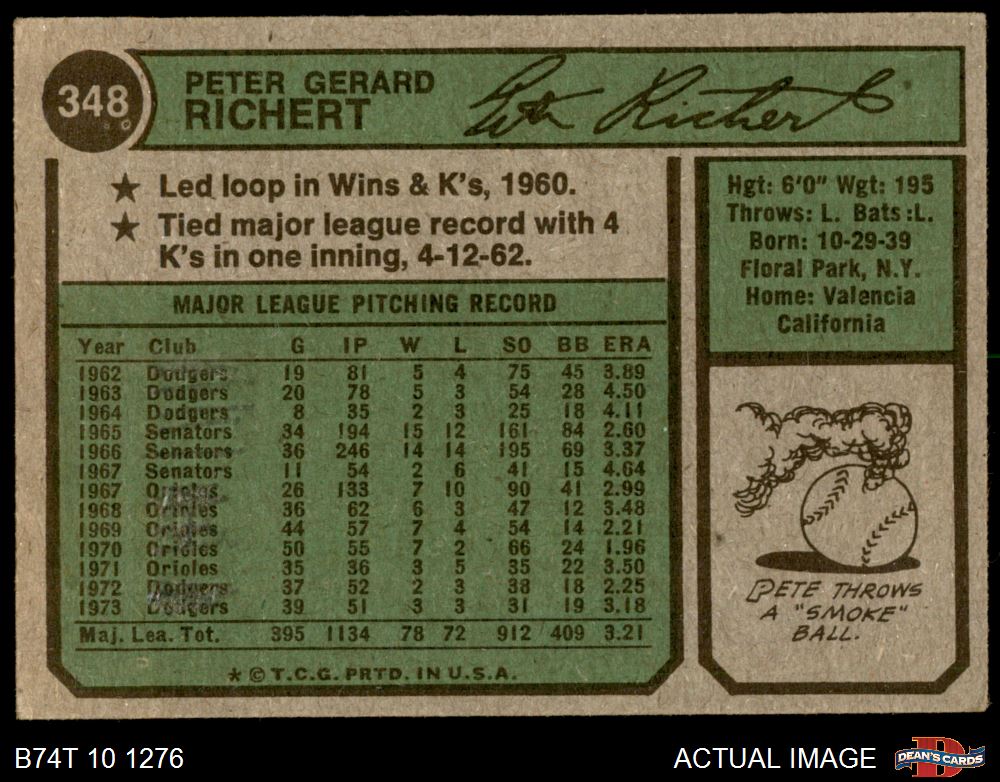 348
PETER GERARD
RICHERT
Pete Richert
★ Led loop in Wins & K's, 1960.
★ Tied major league record with 4
K's in one inning, 4-12-62.
Hgt: 6'0" Wgt: 195
Throws: L. Bats: L.
Born: 10-29-39
Floral Park, N.Y.
Home: Valencia
California
MAJOR LEAGUE PITCHING RECORD
Year Club G IP W L SO BB ERA
1962 Dodgers 19 81 5 4 75 45 3.89
1963 Dodgers 20 78 5 3 54 28 4.50
1964 Dodgers 8 35 2 3 25 18 4.11
1965 Senators 34 194 15 12 161 84 2.60
1966 Senators 36 246 14 14 195 69 3.37
1967 Senators 11 54 2 6 41 15 4.64
1967 Orioles 26 133 7 10 90 41 2.99
1968 Orioles 36 62 6 3 47 12 3.48
1969 Orioles 44 57 7 4 54 14 2.21
1970 Orioles 50 55 7 2 66 24 1.96
1971 Orioles 35 36 3 5 35 22 3.50
1972 Dodgers 37 52 2 3 38 18 2.25
1973 Dodgers 39 51 3 3 31 19 3.18
Maj. Lea. Tot. 395 1134 78 72 912 409 3.21
* © T.C.G. PRTD. IN U.S.A.
PETE THROWS
A "SMOKE"
BALL.
B74T 10 1276
ACTUAL IMAGE
D
DEAN'S CARDS